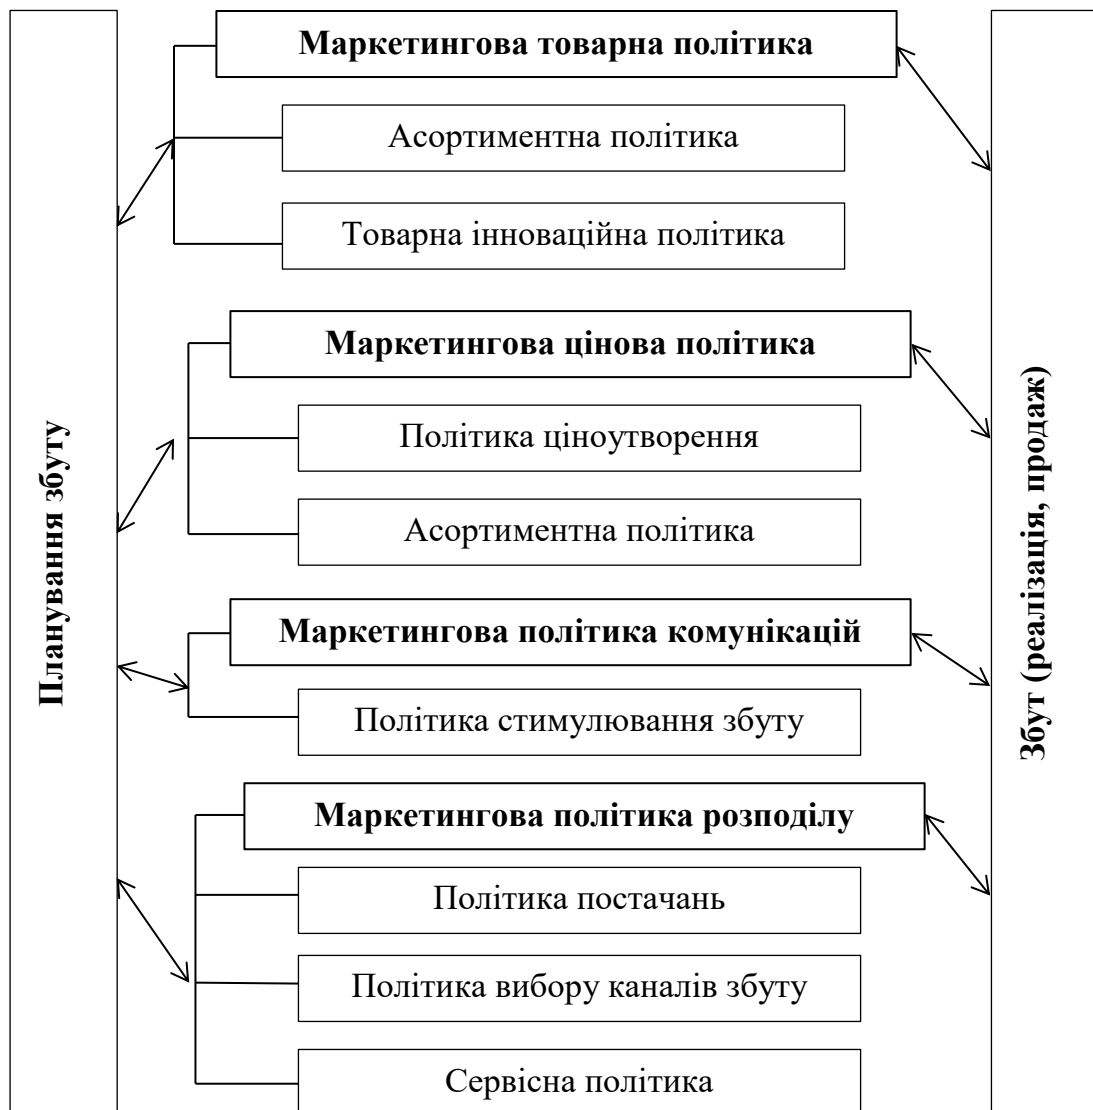 Планування збуту
Маркетингова товарна політика
Асортиментна політика
Товарна інноваційна політика
Маркетингова цінова політика
Політика ціноутворення
Асортиментна політика
Маркетингова політика комунікацій
Політика стимулювання збуту
Маркетингова політика розподілу
Політика постачань
Політика вибору каналів збуту
Сервісна політика
Збут (реалізація, продаж)